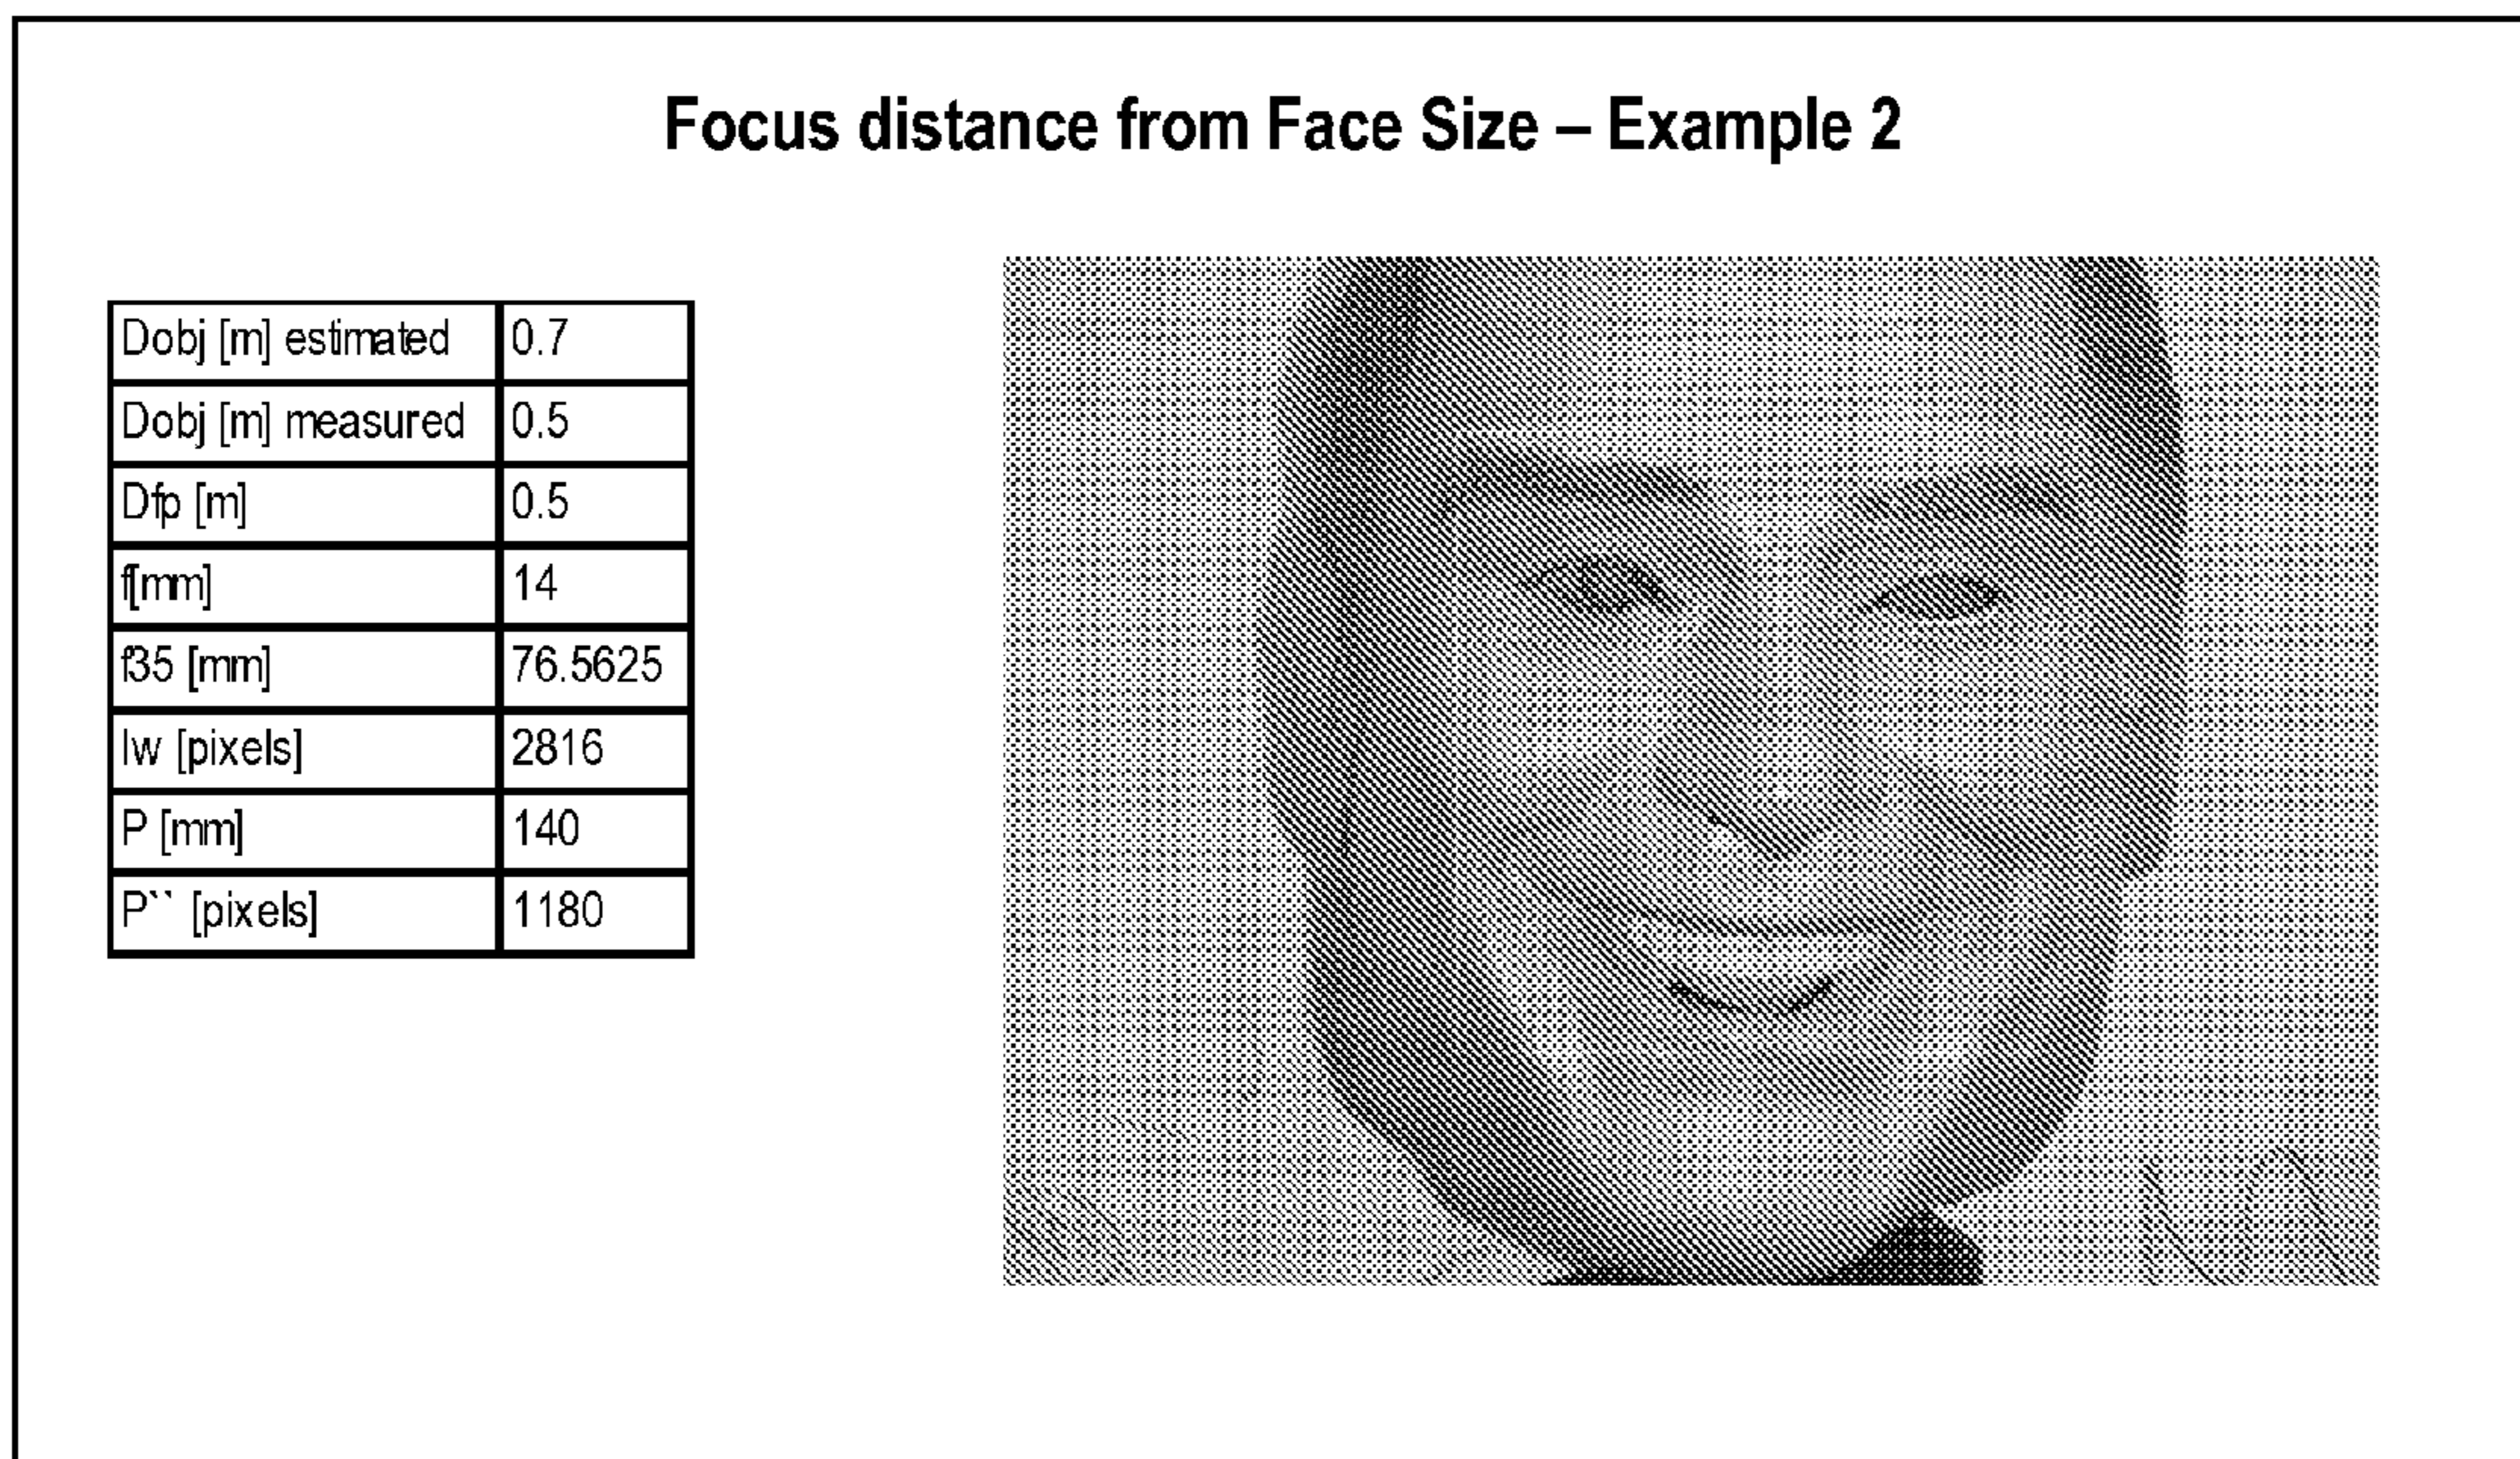 Focus distance from Face Size – Example 2
Dobj [m] estimated 0.7
Dobj [m] measured 0.5
Dfp [m] 0.5
f[mm] 14
f35 [mm] 76.5625
Iw [pixels] 2816
P [mm] 140
P`` [pixels] 1180